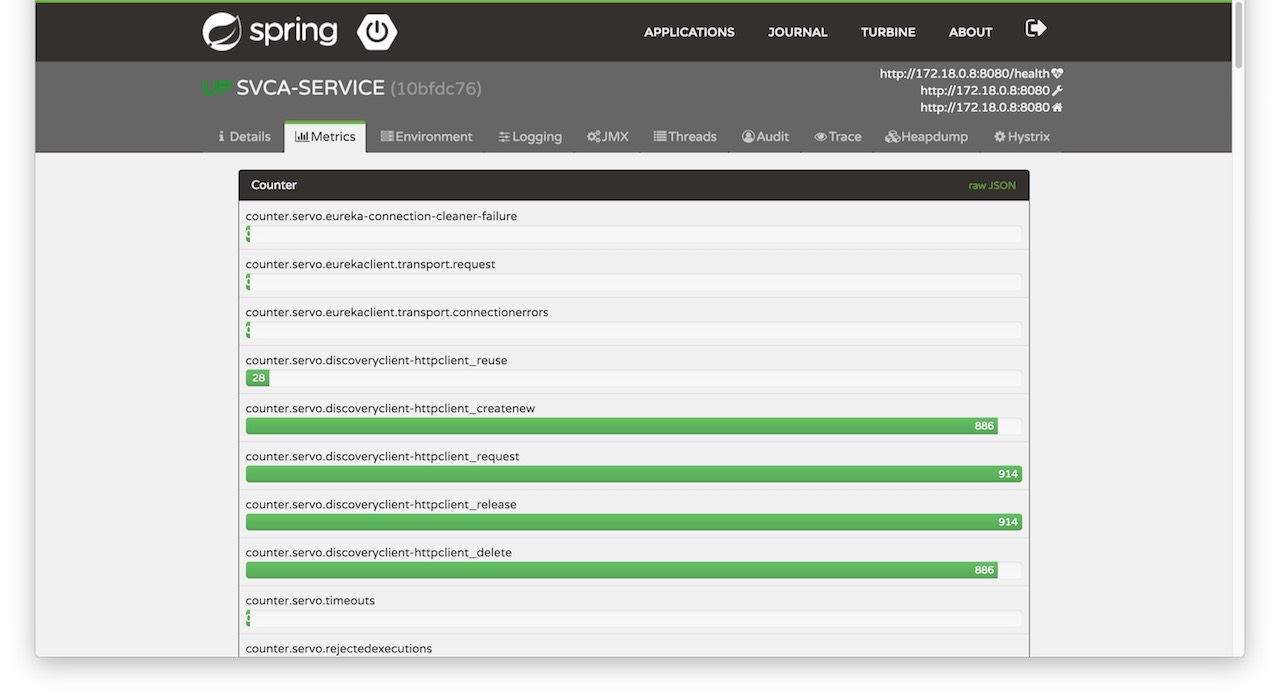 spring
APPLICATIONS JOURNAL TURBINE ABOUT
UP SVCA-SERVICE (10bfdc76)
http://172.18.0.8:8080/health
http://172.18.0.8:8080
http://172.18.0.8:8080
Details Metrics Environment Logging JMX Threads Audit Trace Heapdump Hystrix
Counter raw JSON
counter.servo.eureka-connection-cleaner-failure
counter.servo.eurekaclient.transport.request
counter.servo.eurekaclient.transport.connectionerrors
counter.servo.discoveryclient-httpclient_reuse
28
counter.servo.discoveryclient-httpclient_createnew
886
counter.servo.discoveryclient-httpclient_request
914
counter.servo.discoveryclient-httpclient_release
914
counter.servo.discoveryclient-httpclient_delete
886
counter.servo.timeouts
counter.servo.rejectedexecutions